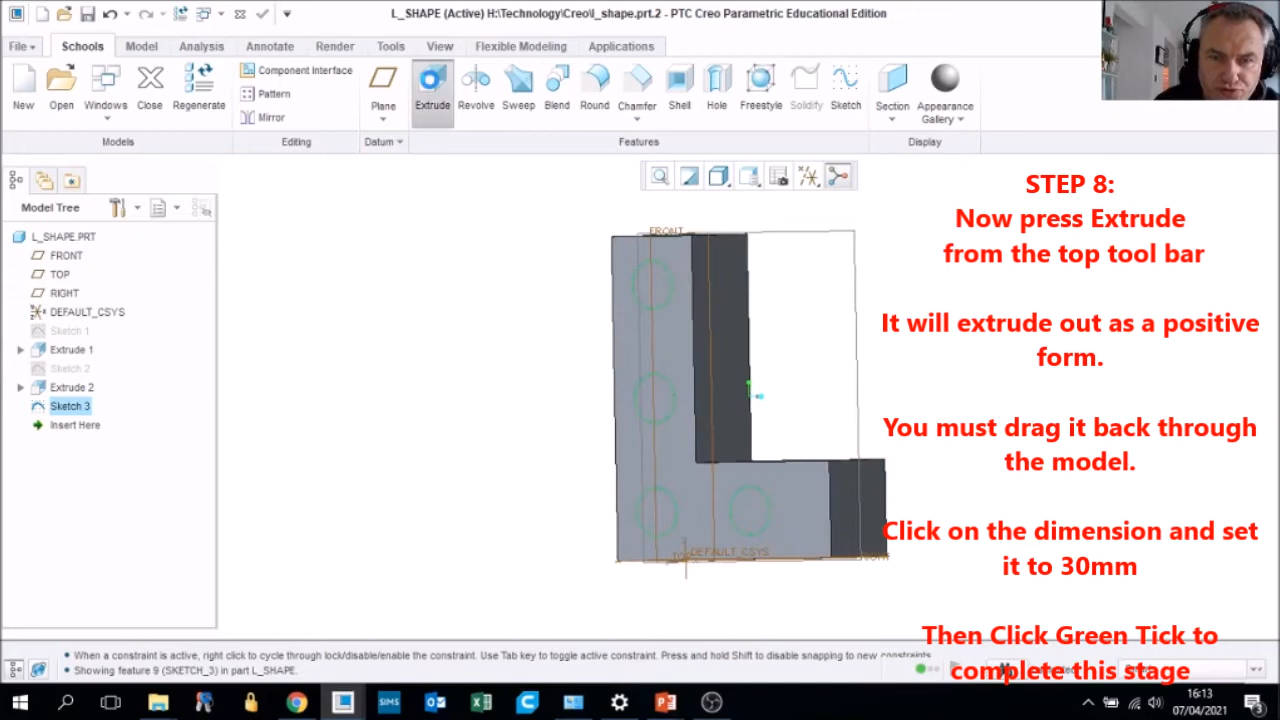 L_SHAPE (Active) H:\Technology\Creo\l_shape.prt.2 - PTC Creo Parametric Educational Edition
File Schools Model Analysis Annotate Render Tools View Flexible Modeling Applications
New Open Windows Close Regenerate
Component Interface
Pattern
Mirror
Plane Extrude Revolve Sweep Blend Round Chamfer Shell Hole Freestyle Solidify Sketch Section Appearance
Gallery
Models Editing Datum Features Display
Model Tree
L_SHAPE.PRT
FRONT
TOP
RIGHT
DEFAULT_CSYS
Sketch 1
Extrude 1
Sketch 2
Extrude 2
Sketch 3
Insert Here
FRONT
DEFAULT_CSYS
STEP 8:
Now press Extrude
from the top tool bar
It will extrude out as a positive
form.
You must drag it back through
the model.
Click on the dimension and set
it to 30mm
Then Click Green Tick to
complete this stage
When a constraint is active, right click to cycle through lock/disable/enable the constraint. Use Tab key to toggle active constraint. Press and hold Shift to disable snapping to new constraints.
Showing feature 9 (SKETCH_3) in part L_SHAPE.
SIMS
16:13
07/04/2021
3